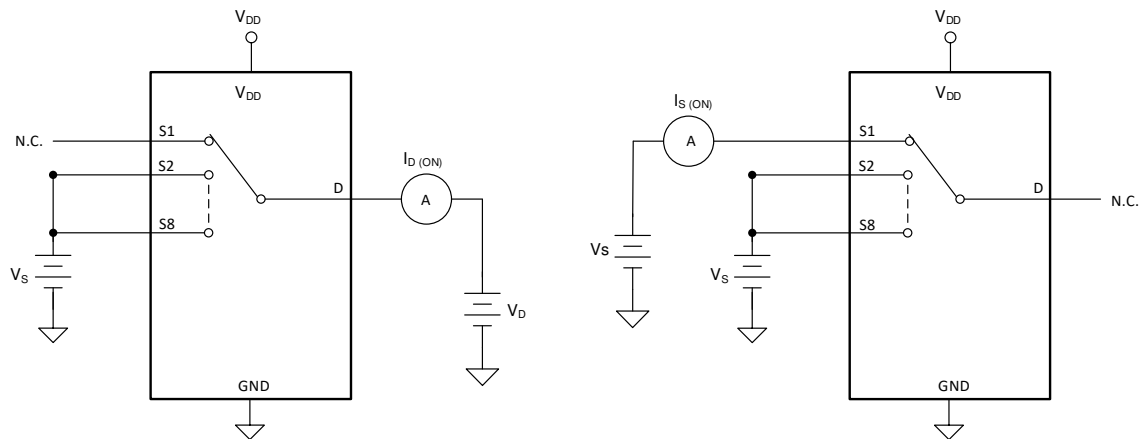 VDD
VDD
N.C.
S1
S2
S8
D
ID (ON)
A
VS
VD
GND
VDD
VDD
IS (ON)
A
S1
S2
S8
D
N.C.
Vs
VS
GND